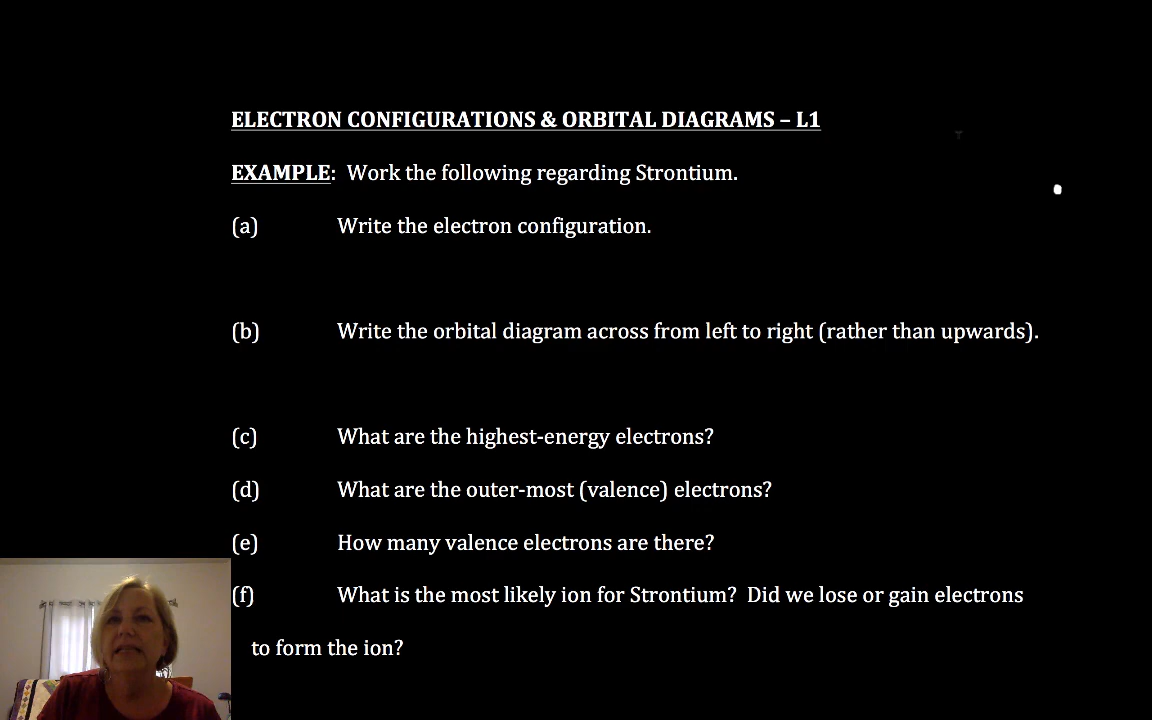 ELECTRON CONFIGURATIONS & ORBITAL DIAGRAMS – L1
EXAMPLE: Work the following regarding Strontium.
(a) Write the electron configuration.
(b) Write the orbital diagram across from left to right (rather than upwards).
(c) What are the highest-energy electrons?
(d) What are the outer-most (valence) electrons?
(e) How many valence electrons are there?
(f) What is the most likely ion for Strontium? Did we lose or gain electrons
to form the ion?